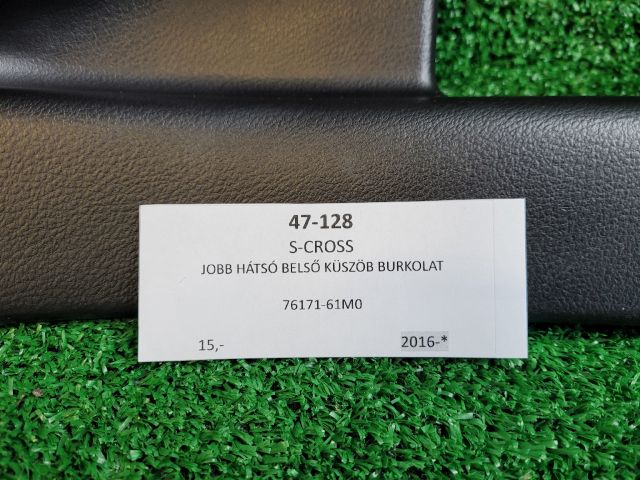 47-128
S-CROSS
JOBB HÁTSÓ BELSŐ KÜSZÖB BURKOLAT
76171-61M0
15,- 2016-*